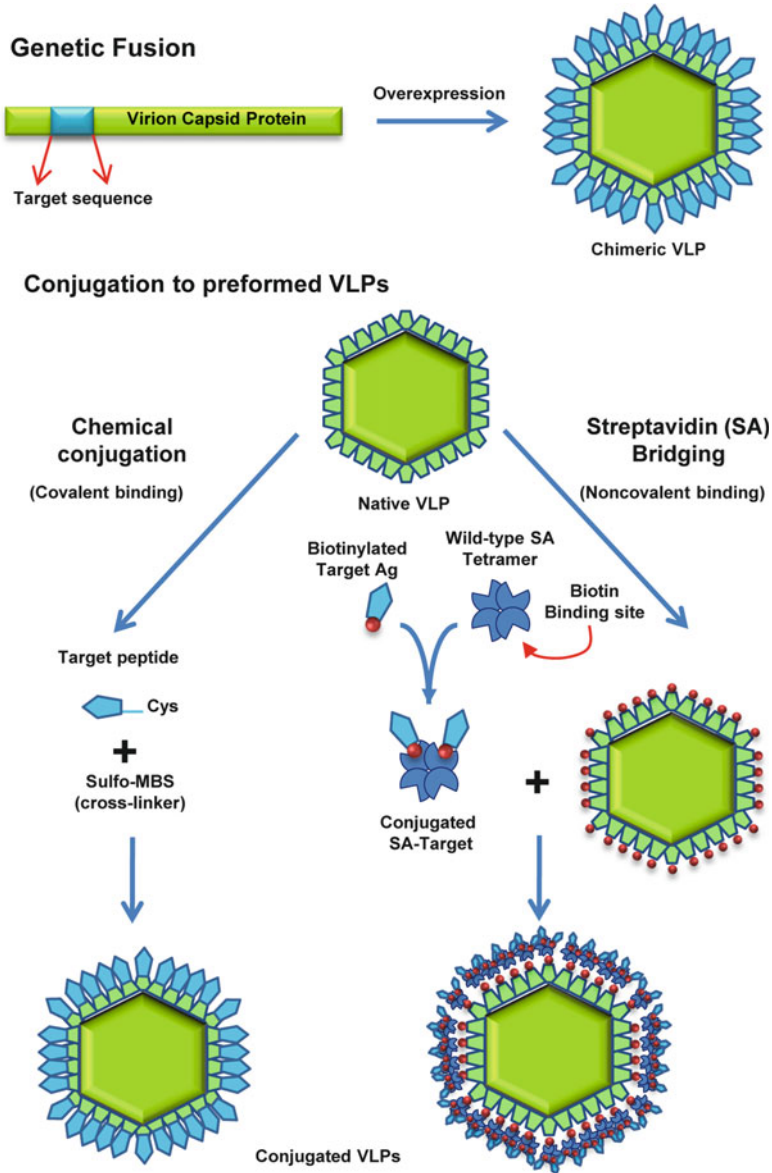 Genetic Fusion
Virion Capsid Protein
Overexpression
Target sequence
Chimeric VLP
Conjugation to preformed VLPs
Chemical
conjugation
(Covalent binding)
Native VLP
Streptavidin (SA)
Bridging
(Noncovalent binding)
Biotinylated
Target Ag
Wild-type SA
Tetramer
Biotin
Binding site
Target peptide
Cys
+
Sulfo-MBS
(cross-linker)
Conjugated
SA-Target
+
Conjugated VLPs